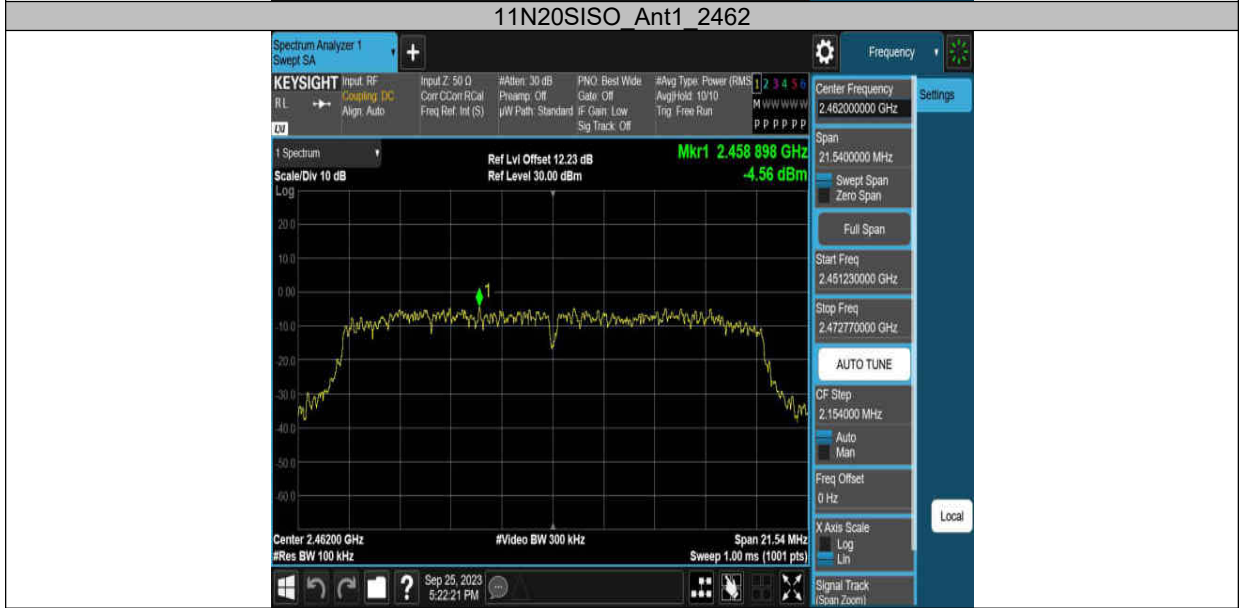 11N20SISO_Ant1_2462
Spectrum Analyzer 1
Swept SA
Frequency
KEYSIGHT
RL
LXI
Input: RF
Coupling: DC
Align: Auto
Input Z: 50 Ω
Corr CCorr RCal
Freq Ref: Int (S)
#Atten: 30 dB
Preamp: Off
µW Path: Standard
PNO: Best Wide
Gate: Off
IF Gain: Low
Sig Track: Off
#Avg Type: Power (RMS
Avg|Hold: 10/10
Trig: Free Run
1 2 3 4 5 6
M W W W W W
P P P P P P
1 Spectrum
Scale/Div 10 dB
Log
Ref Lvl Offset 12.23 dB
Ref Level 30.00 dBm
Mkr1 2.458 898 GHz
-4.56 dBm
20.0
10.0
0.00
-10.0
-20.0
-30.0
-40.0
-50.0
-60.0
1
Center 2.46200 GHz
#Res BW 100 kHz
#Video BW 300 kHz
Span 21.54 MHz
Sweep 1.00 ms (1001 pts)
Sep 25, 2023
5:22:21 PM
?
Center Frequency
2.462000000 GHz
Span
21.5400000 MHz
Swept Span
Zero Span
Full Span
Start Freq
2.451230000 GHz
Stop Freq
2.472770000 GHz
AUTO TUNE
CF Step
2.154000 MHz
Auto
Man
Freq Offset
0 Hz
X Axis Scale
Log
Lin
Signal Track
(Span Zoom)
Settings
Local